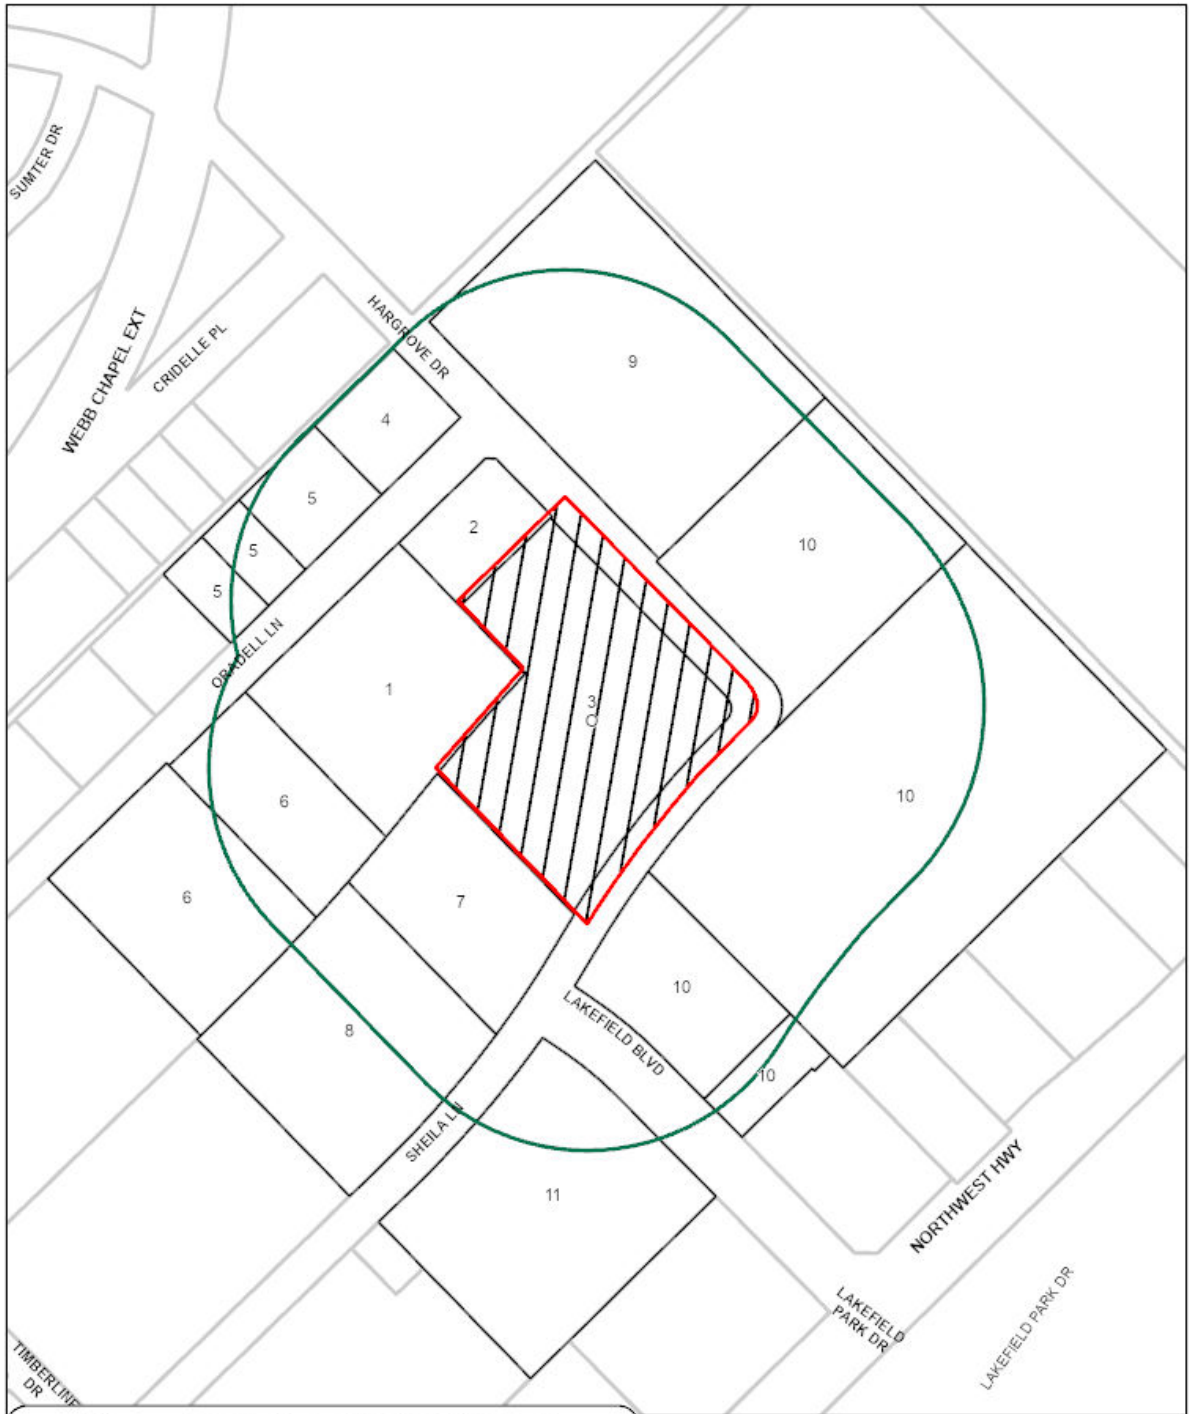 SUMTER DR
WEBB CHAPEL EXT
CRIDELLE PL
HARGROVE DR
9
4
5
2
10
5
5
ORADELL LN
1
3
O
10
6
6
7
10
LAKEFIELD BLVD
8
10
SHEILA LN
11
NORTHWEST HWY
LAKEFIELD
PARK DR
LAKEFIELD PARK DR
TIMBERLINE
DR